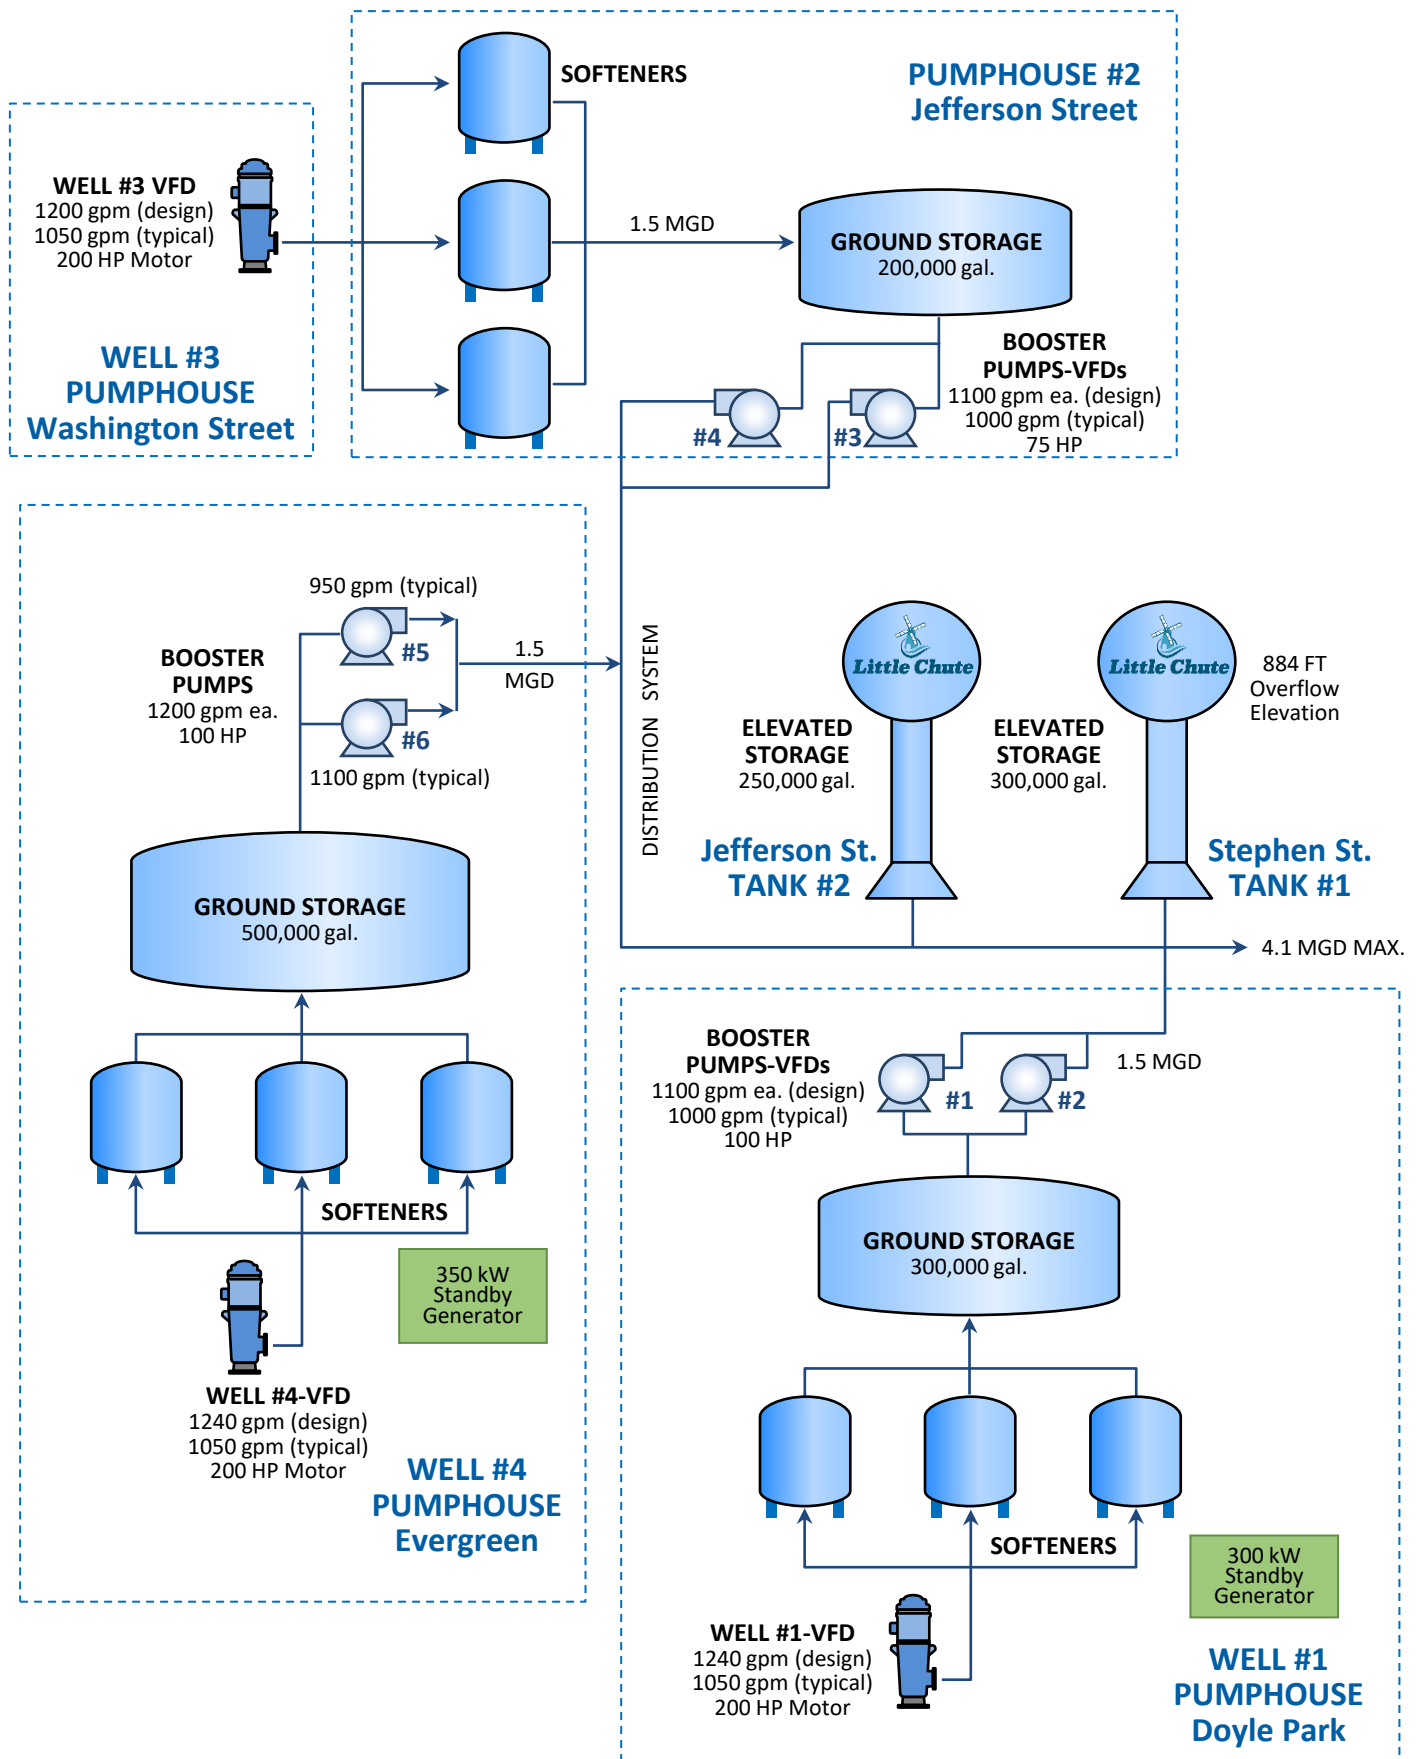 SOFTENERS
PUMPHOUSE #2
Jefferson Street
WELL #3 VFD
1200 gpm (design)
1050 gpm (typical)
200 HP Motor
1.5 MGD
GROUND STORAGE
200,000 gal.
WELL #3
PUMPHOUSE
Washington Street
BOOSTER
PUMPS-VFDs
1100 gpm ea. (design)
1000 gpm (typical)
75 HP
#4
#3
950 gpm (typical)
#5
BOOSTER
PUMPS
1200 gpm ea.
100 HP
#6
1100 gpm (typical)
1.5
MGD
DISTRIBUTION SYSTEM
Little Chute
Little Chute
884 FT
Overflow
Elevation
ELEVATED
STORAGE
250,000 gal.
ELEVATED
STORAGE
300,000 gal.
Jefferson St.
TANK #2
Stephen St.
TANK #1
GROUND STORAGE
500,000 gal.
4.1 MGD MAX.
BOOSTER
PUMPS-VFDs
1100 gpm ea. (design)
1000 gpm (typical)
100 HP
#1
#2
1.5 MGD
SOFTENERS
GROUND STORAGE
300,000 gal.
350 kW
Standby
Generator
WELL #4-VFD
1240 gpm (design)
1050 gpm (typical)
200 HP Motor
WELL #4
PUMPHOUSE
Evergreen
SOFTENERS
300 kW
Standby
Generator
WELL #1-VFD
1240 gpm (design)
1050 gpm (typical)
200 HP Motor
WELL #1
PUMPHOUSE
Doyle Park